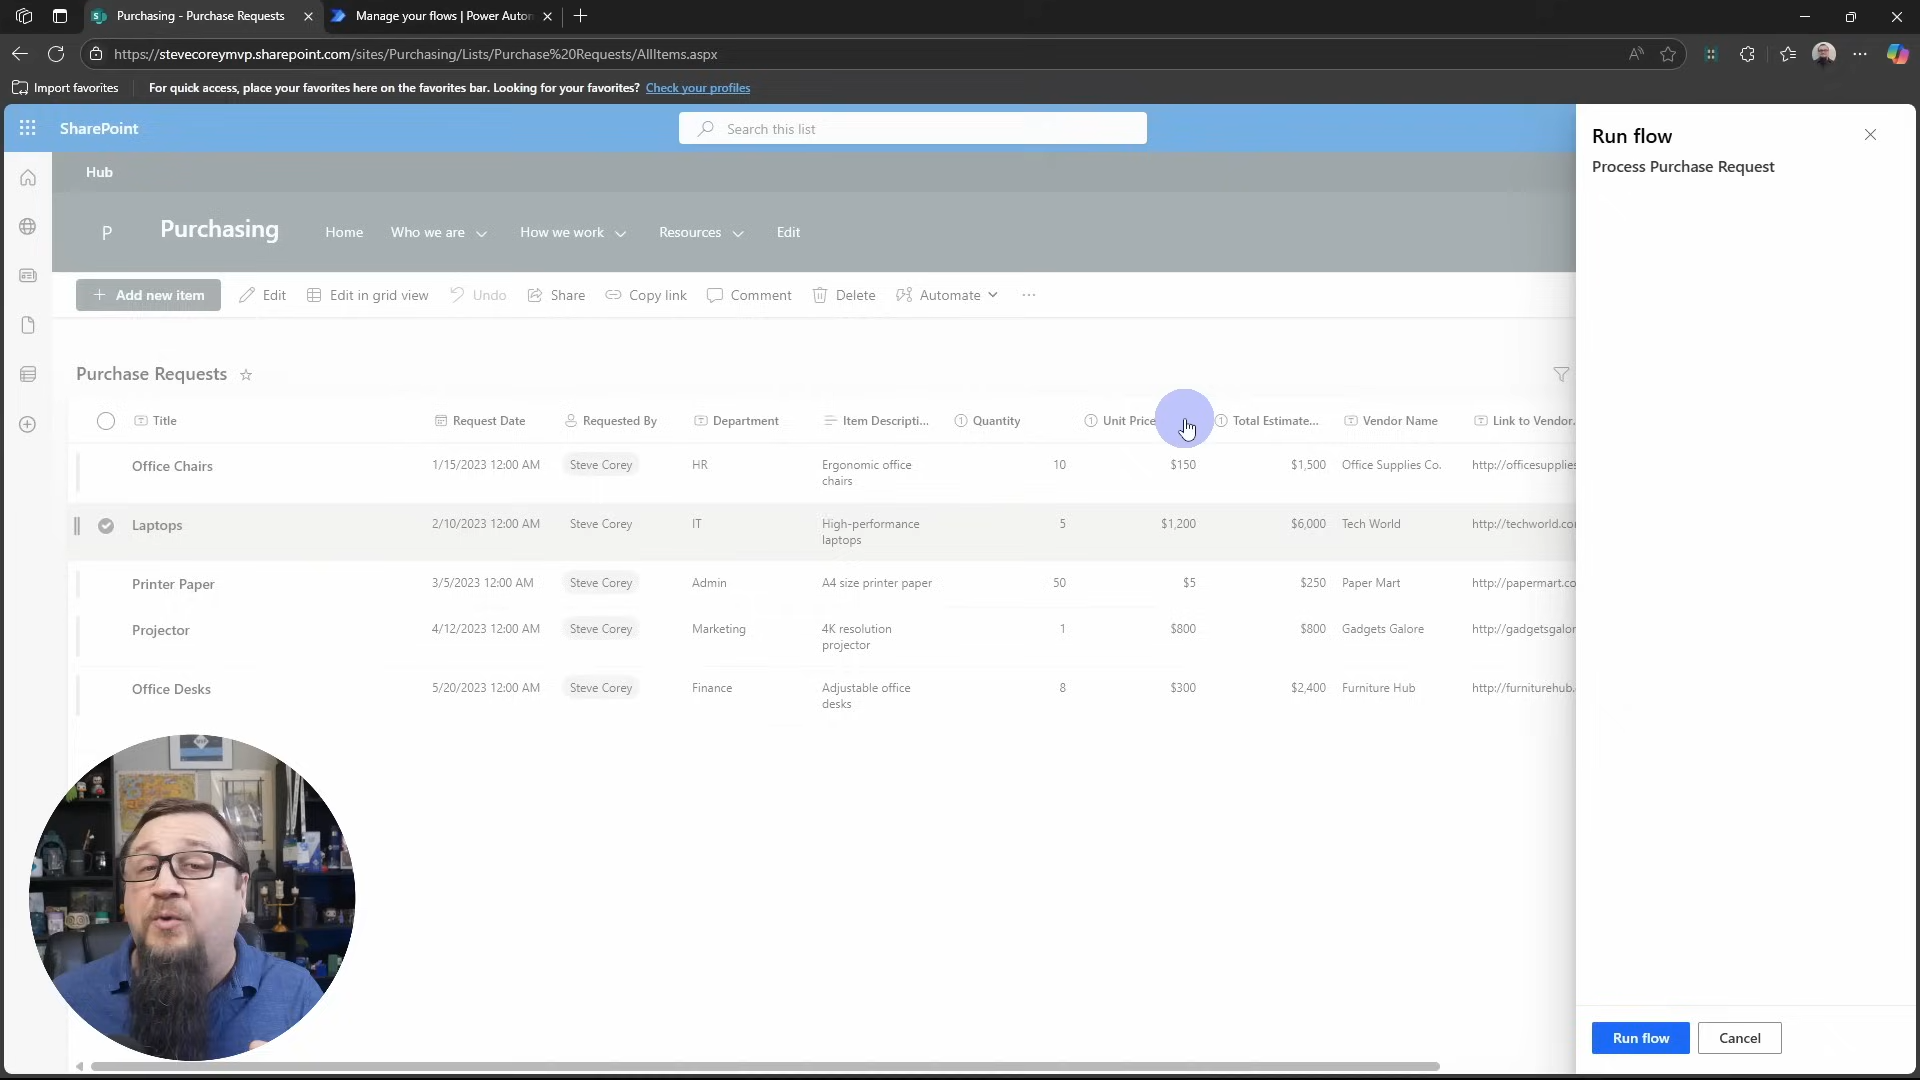 Purchasing - Purchase Requests
Manage your flows | Power Autom
https://stevecoreymvp.sharepoint.com/sites/Purchasing/Lists/Purchase%20Requests/AllItems.aspx
Import favorites
For quick access, place your favorites here on the favorites bar. Looking for your favorites? Check your profiles
SharePoint
Search this list
Run flow
Process Purchase Request
Hub
P
Purchasing
Home
Who we are
How we work
Resources
Edit
Add new item
Edit
Edit in grid view
Undo
Share
Copy link
Comment
Delete
Automate
Purchase Requests
Title Request Date Requested By Department Item Descripti... Quantity Unit Price Total Estimate... Vendor Name Link to Vendor.
Office Chairs 1/15/2023 12:00 AM Steve Corey HR Ergonomic office 10 $150 $1,500 Office Supplies Co. http://officesupplies
chairs
Laptops 2/10/2023 12:00 AM Steve Corey IT High-performance 5 $1,200 $6,000 Tech World http://techworld.co
laptops
Printer Paper 3/5/2023 12:00 AM Steve Corey Admin A4 size printer paper 50 $5 $250 Paper Mart http://papermart.co
Projector 4/12/2023 12:00 AM Steve Corey Marketing 4K resolution 1 $800 $800 Gadgets Galore http://gadgetsgalor
projector
Office Desks 5/20/2023 12:00 AM Steve Corey Finance Adjustable office 8 $300 $2,400 Furniture Hub http://furniturehub.
desks
Run flow
Cancel